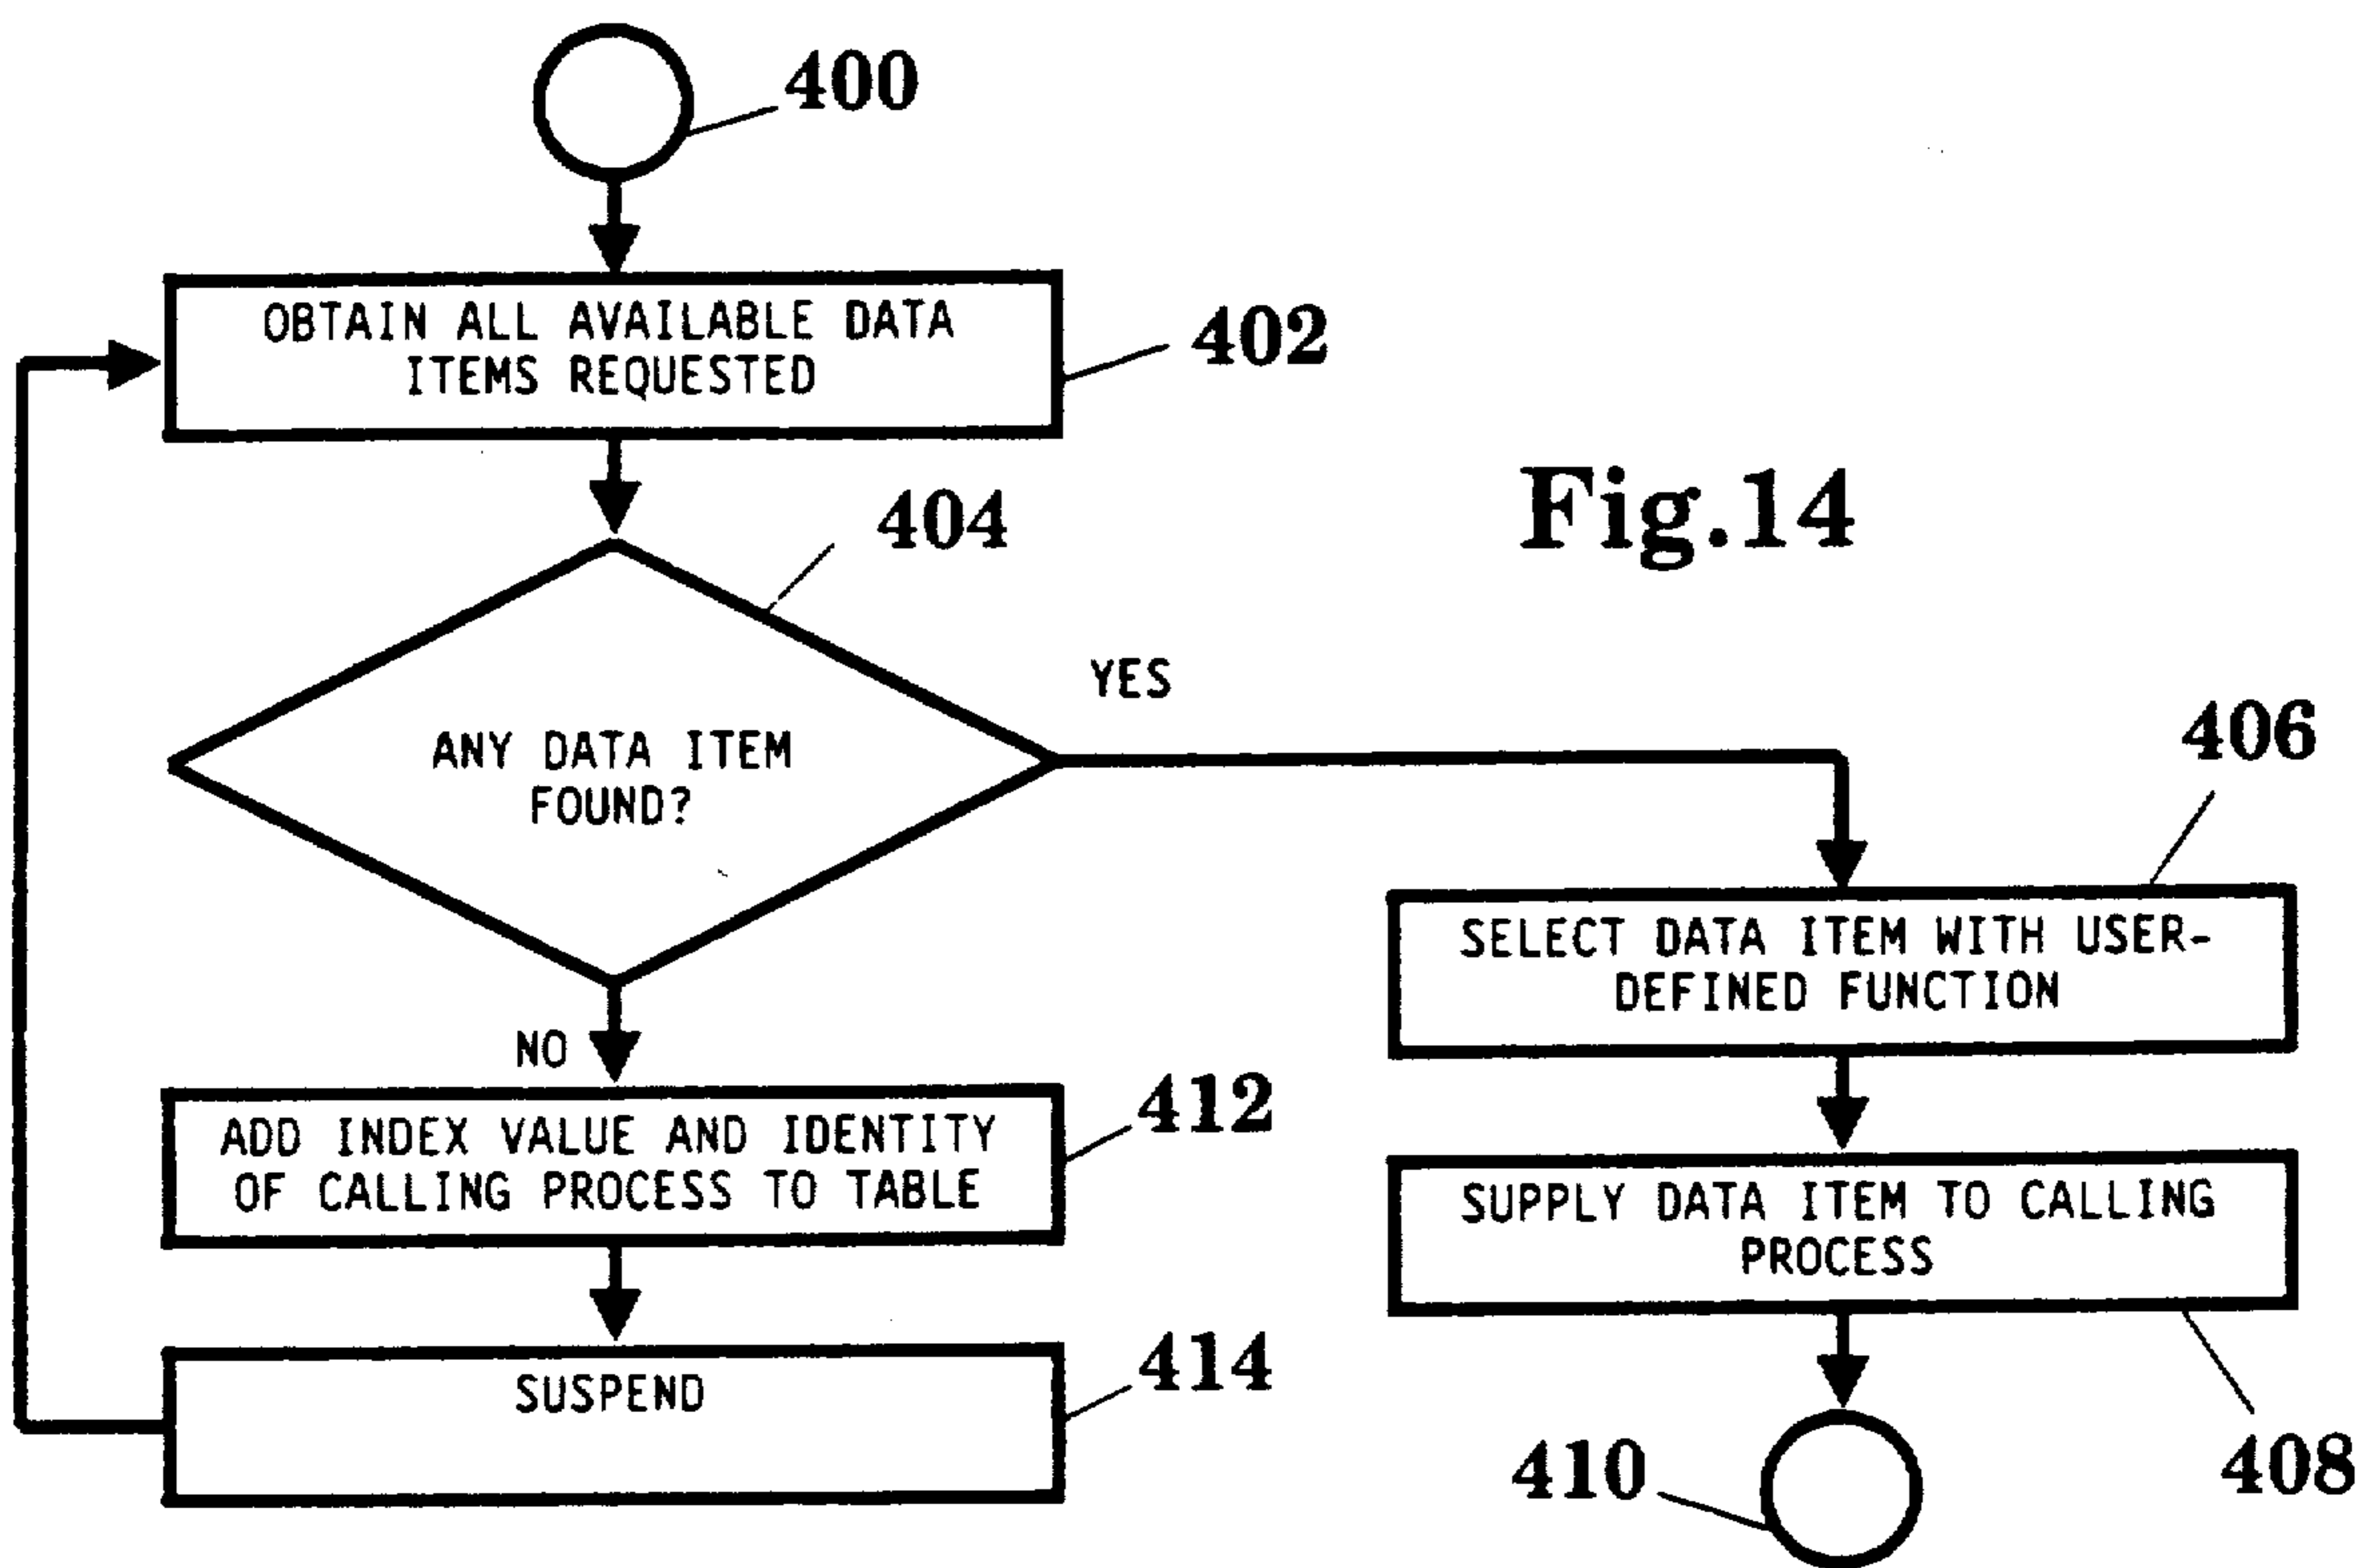 400
OBTAIN ALL AVAILABLE DATA
ITEMS REQUESTED
402
Fig.14
404
YES
ANY DATA ITEM
FOUND?
406
SELECT DATA ITEM WITH USER-
DEFINED FUNCTION
NO
412
ADD INDEX VALUE AND IDENTITY
OF CALLING PROCESS TO TABLE
SUPPLY DATA ITEM TO CALLING
PROCESS
414
SUSPEND
410
408